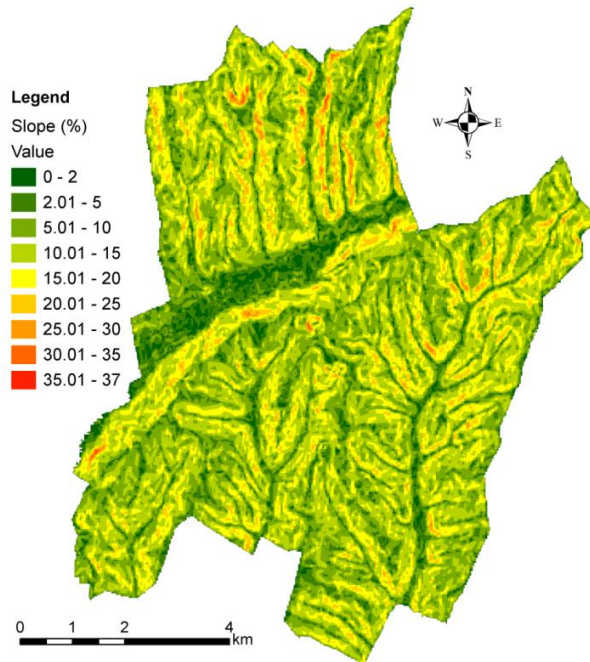 Legend
Slope (%)
Value
0 - 2
2.01 - 5
5.01 - 10
10.01 - 15
15.01 - 20
20.01 - 25
25.01 - 30
30.01 - 35
35.01 - 37
N
W E
S
0 1 2 4
km